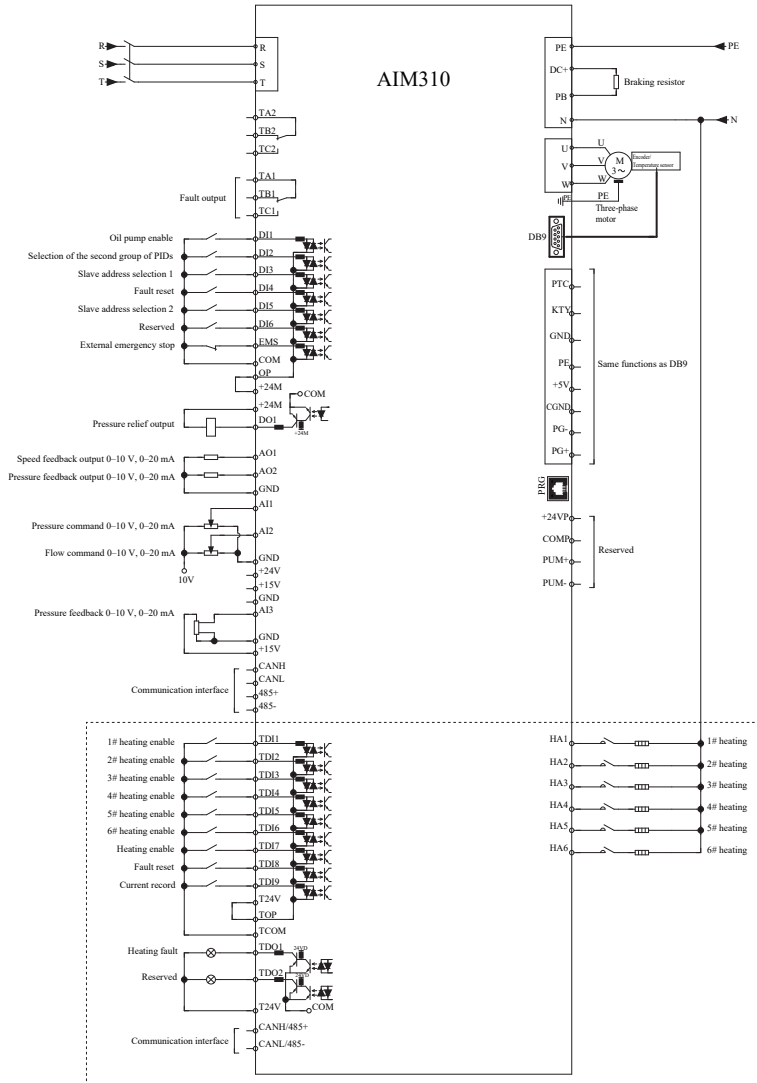 AIM310
R
S
T
R
S
T
TA2
TB2
TC2
Fault output
TA1
TB1
TC1
Oil pump enable
DI1
Selection of the second group of PIDs
DI2
Slave address selection 1
DI3
Fault reset
DI4
Slave address selection 2
DI5
Reserved
DI6
External emergency stop
EMS
COM
OP
+24M
+24M
COM
Pressure relief output
DO1
+24M
Speed feedback output 0–10 V, 0–20 mA
AO1
Pressure feedback output 0–10 V, 0–20 mA
AO2
GND
AI1
Pressure command 0–10 V, 0–20 mA
AI2
Flow command 0–10 V, 0–20 mA
GND
10V
+24V
+15V
GND
Pressure feedback 0–10 V, 0–20 mA
AI3
GND
+15V
Communication interface
CANH
CANL
485+
485-
1# heating enable
TDI1
2# heating enable
TDI2
3# heating enable
TDI3
4# heating enable
TDI4
5# heating enable
TDI5
6# heating enable
TDI6
Heating enable
TDI7
Fault reset
TDI8
Current record
TDI9
T24V
TOP
TCOM
Heating fault
TDO1
24VD
Reserved
TDO2
24VD
T24V
COM
Communication interface
CANH/485+
CANL/485-
PE
PE
DC+
Braking resistor
PB
N
N
U
U
V
V
W
W
M
3~
Encoder/
Temperature sensor
PE
PE
Three-phase
motor
DB9
PTC
KTY
GND
PE
+5V
CGND
PG-
PG+
Same functions as DB9
PRG
+24VP
COMP
PUM+
PUM-
Reserved
HA1
1# heating
HA2
2# heating
HA3
3# heating
HA4
4# heating
HA5
5# heating
HA6
6# heating